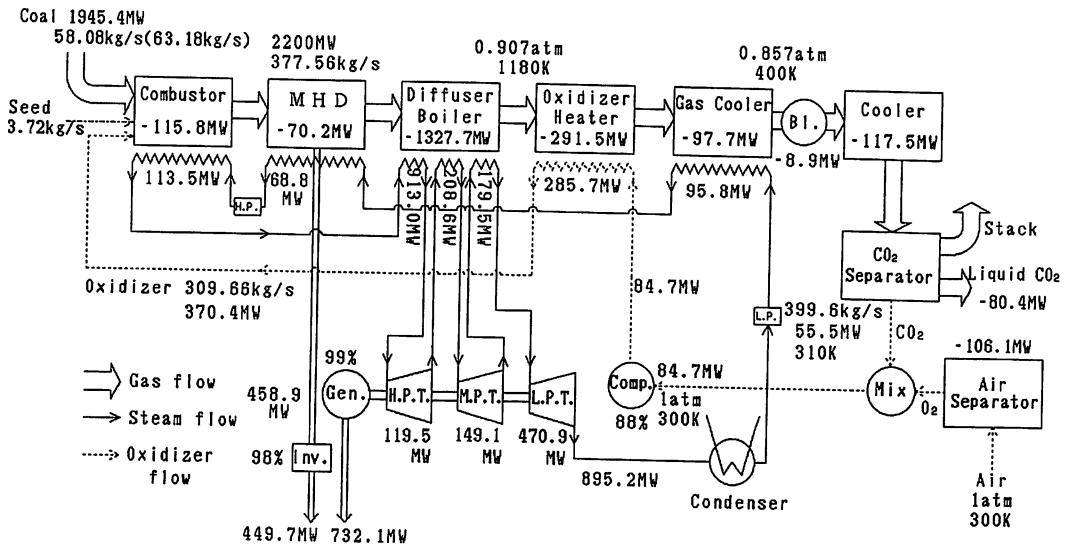 Coal 1945.4MW
58.08kg/s(63.18kg/s)
2200MW
377.56kg/s
0.907atm
1180K
0.857atm
400K
Seed
3.72kg/s
Combustor
-115.8MW
MHD
-70.2MW
Diffuser
Boiler
-1327.7MW
Oxidizer
Heater
-291.5MW
Gas Cooler
-97.7MW
Bl.
-8.9MW
Cooler
-117.5MW
113.5MW
H.P.
68.8
MW
913.0MW
208.6MW
179.5MW
285.7MW
95.8MW
Stack
CO₂
Separator
Liquid CO₂
-80.4MW
Oxidizer 309.66kg/s
370.4MW
84.7MW
L.P.
399.6kg/s
55.5MW
310K
CO₂
-106.1MW
Gas flow
Steam flow
Oxidizer
flow
458.9
MW
99%
Gen.
H.P.T.
M.P.T.
L.P.T.
119.5
MW
149.1
MW
470.9
MW
Comp.
88%
84.7MW
1atm
300K
Mix
O₂
Air
Separator
98%
Inv.
895.2MW
Condenser
Air
1atm
300K
449.7MW
732.1MW